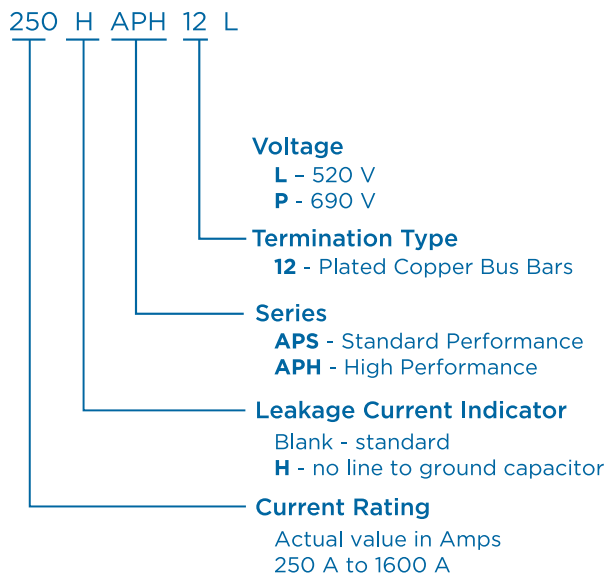 250 H APH 12 L
Voltage
L – 520 V
P - 690 V
Termination Type
12 - Plated Copper Bus Bars
Series
APS - Standard Performance
APH - High Performance
Leakage Current Indicator
Blank - standard
H - no line to ground capacitor
Current Rating
Actual value in Amps
250 A to 1600 A